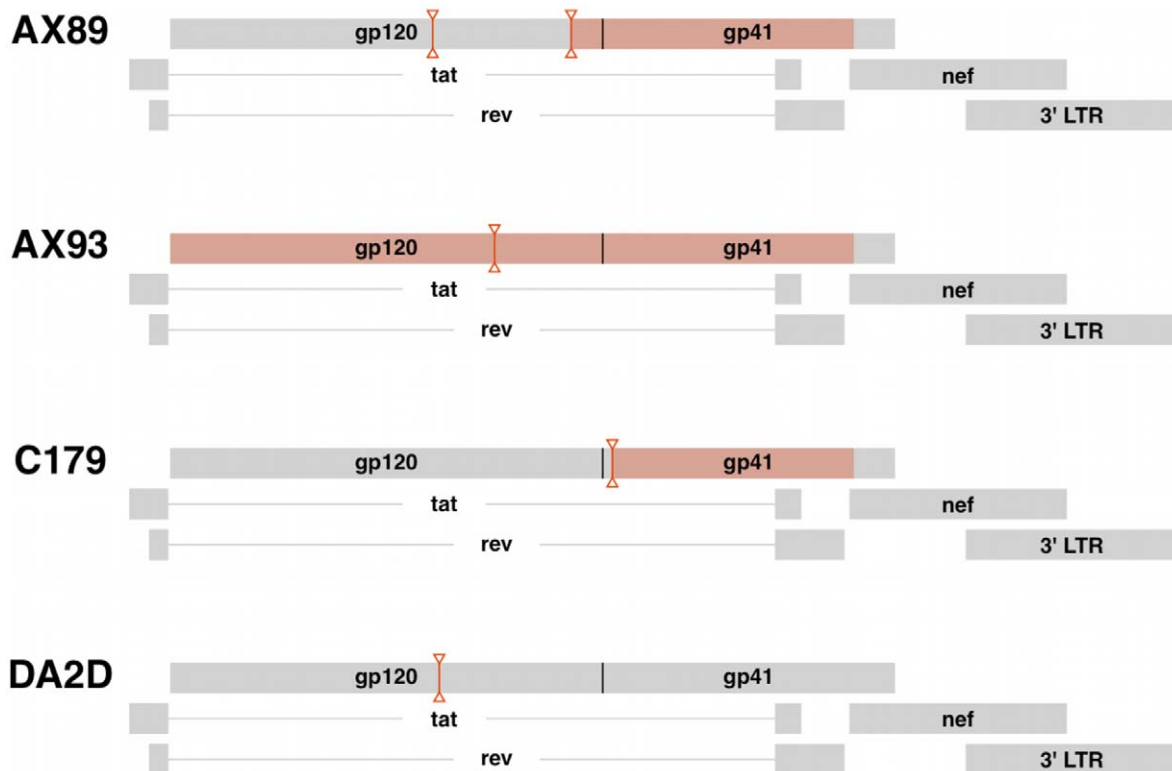 AX89
gp120 gp41
tat nef
rev 3' LTR
AX93
gp120 gp41
tat nef
rev 3' LTR
C179
gp120 gp41
tat nef
rev 3' LTR
DA2D
gp120 gp41
tat nef
rev 3' LTR